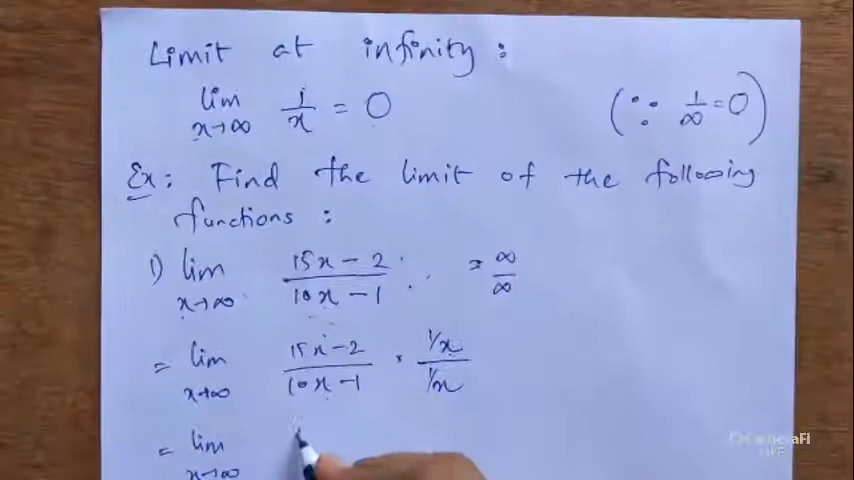 Limit at infinity :
lim x→∞ 1/x = 0 (∵ 1/∞ = 0)
Ex : Find the limit of the following
functions :
1) lim x→∞ 15x - 2 / 10x - 1 = ∞/∞
= lim x→∞ 15x - 2 / 10x - 1 × 1/x / 1/x
= lim x→∞